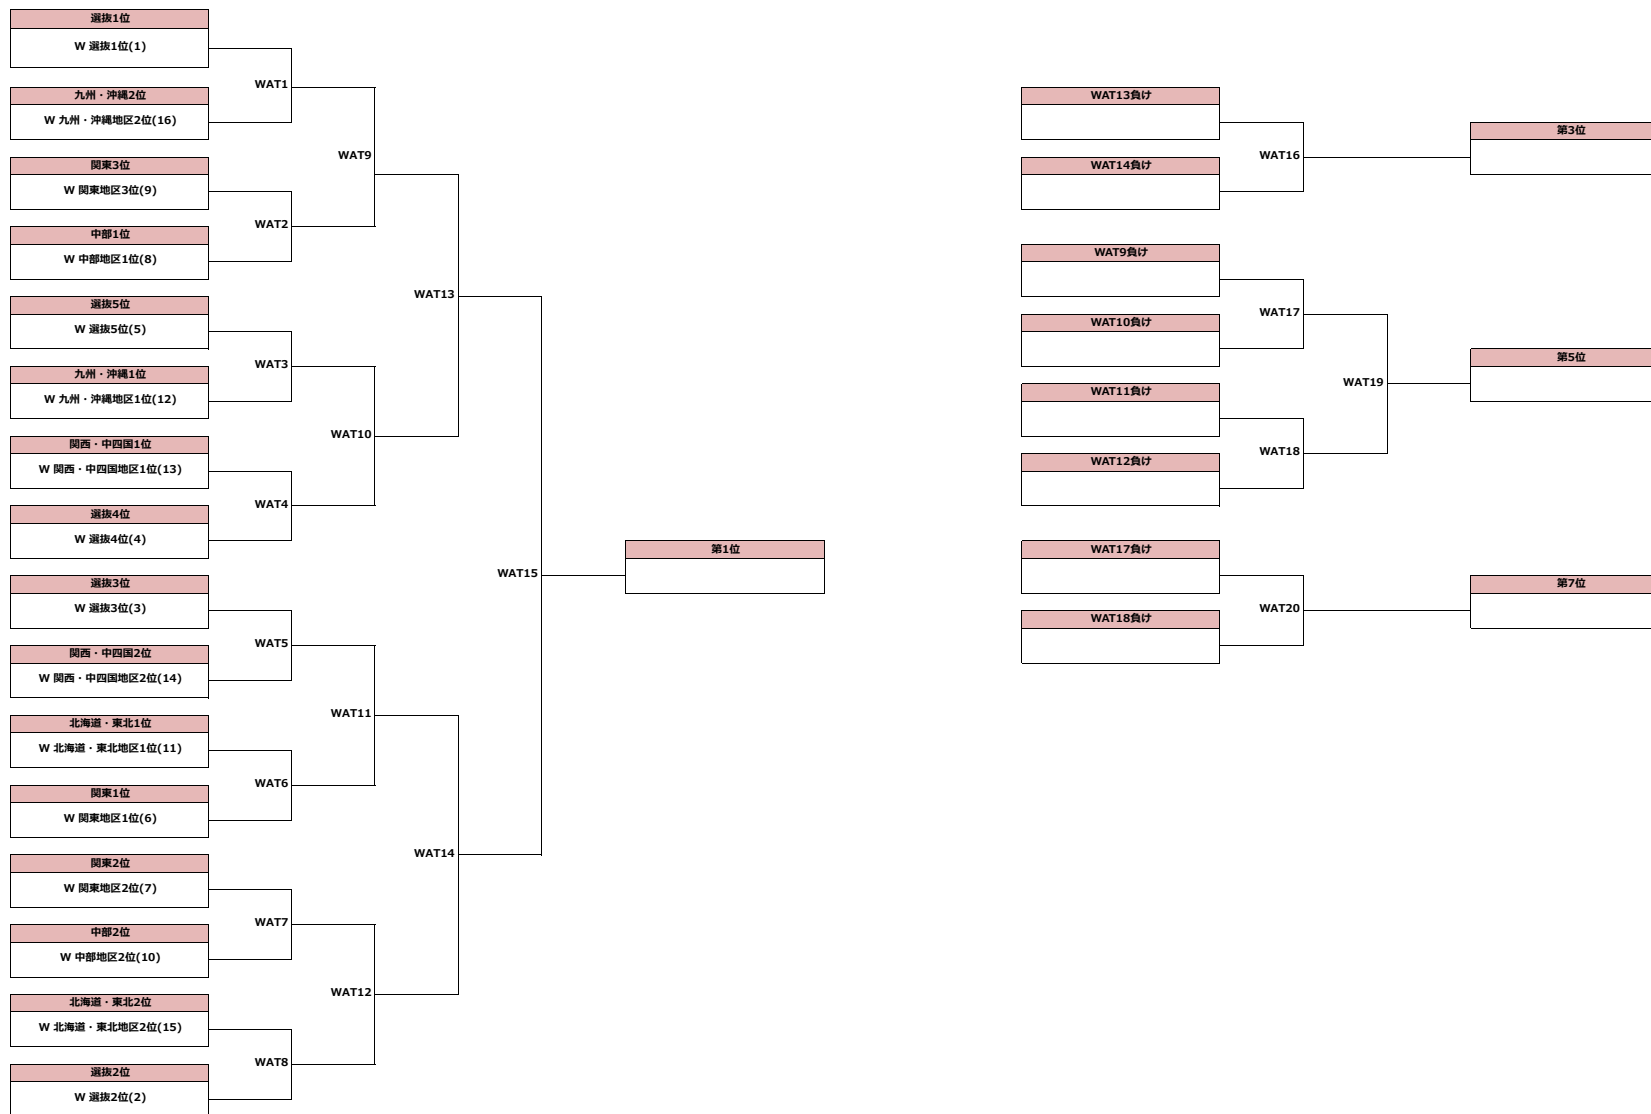 選抜1位
W 選抜1位(1)
WAT1
九州・沖縄2位
W 九州・沖縄地区2位(16)
WAT9
関東3位
W 関東地区3位(9)
WAT2
中部1位
W 中部地区1位(8)
WAT13
選抜5位
W 選抜5位(5)
WAT3
九州・沖縄1位
W 九州・沖縄地区1位(12)
WAT10
関西・中四国1位
W 関西・中四国地区1位(13)
WAT4
選抜4位
W 選抜4位(4)
WAT15
第1位
選抜3位
W 選抜3位(3)
WAT5
関西・中四国2位
W 関西・中四国地区2位(14)
WAT11
北海道・東北1位
W 北海道・東北地区1位(11)
WAT6
関東1位
W 関東地区1位(6)
WAT14
関東2位
W 関東地区2位(7)
WAT7
中部2位
W 中部地区2位(10)
WAT12
北海道・東北2位
W 北海道・東北地区2位(15)
WAT8
選抜2位
W 選抜2位(2)
WAT13負け
WAT16
第3位
WAT14負け
WAT9負け
WAT17
WAT10負け
WAT19
第5位
WAT11負け
WAT18
WAT12負け
WAT17負け
WAT20
第7位
WAT18負け